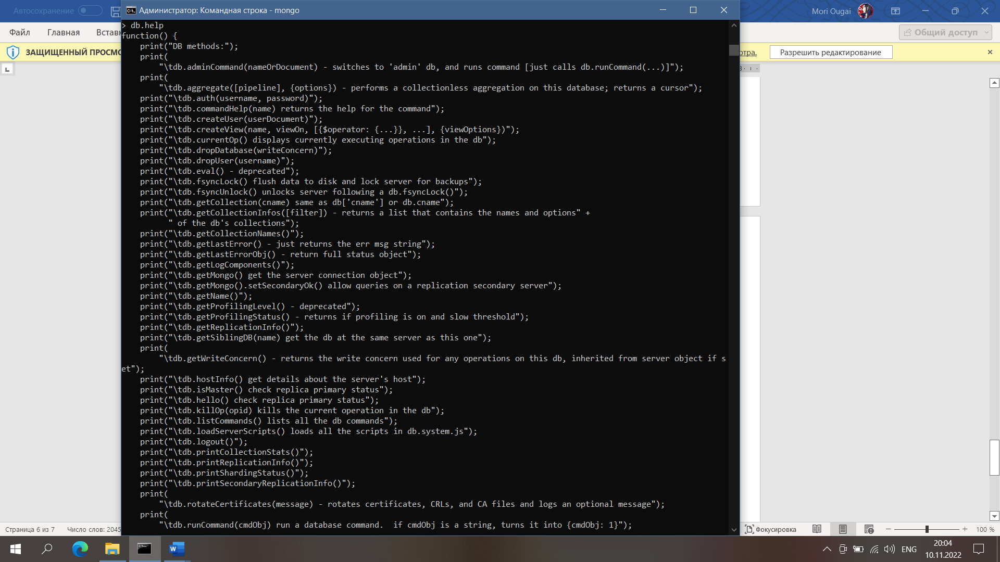 Автосохранение
Администратор: Командная строка - mongo
Mori Ougai
Файл
Главная
Встав
Общий доступ
ЗАЩИЩЕННЫЙ ПРОСМО
отра.
Разрешить редактирование
> db.help
function() {
    print("DB methods:");
    print(
        "\tdb.adminCommand(nameOrDocument) - switches to 'admin' db, and runs command [just calls db.runCommand(...)]");
    print(
        "\tdb.aggregate([pipeline], {options}) - performs a collectionless aggregation on this database; returns a cursor");
    print("\tdb.auth(username, password)");
    print("\tdb.commandHelp(name) returns the help for the command");
    print("\tdb.createUser(userDocument)");
    print("\tdb.createView(name, viewOn, [{$operator: {...}}, ...], {viewOptions})");
    print("\tdb.currentOp() displays currently executing operations in the db");
    print("\tdb.dropDatabase(writeConcern)");
    print("\tdb.dropUser(username)");
    print("\tdb.eval() - deprecated");
    print("\tdb.fsyncLock() flush data to disk and lock server for backups");
    print("\tdb.fsyncUnlock() unlocks server following a db.fsyncLock()");
    print("\tdb.getCollection(cname) same as db['cname'] or db.cname");
    print("\tdb.getCollectionInfos([filter]) - returns a list that contains the names and options" +
          " of the db's collections");
    print("\tdb.getCollectionNames()");
    print("\tdb.getLastError() - just returns the err msg string");
    print("\tdb.getLastErrorObj() - return full status object");
    print("\tdb.getLogComponents()");
    print("\tdb.getMongo() get the server connection object");
    print("\tdb.getMongo().setSecondaryOk() allow queries on a replication secondary server");
    print("\tdb.getName()");
    print("\tdb.getProfilingLevel() - deprecated");
    print("\tdb.getProfilingStatus() - returns if profiling is on and slow threshold");
    print("\tdb.getReplicationInfo()");
    print("\tdb.getSiblingDB(name) get the db at the same server as this one");
    print(
        "\tdb.getWriteConcern() - returns the write concern used for any operations on this db, inherited from server object if s
et");
    print("\tdb.hostInfo() get details about the server's host");
    print("\tdb.isMaster() check replica primary status");
    print("\tdb.hello() check replica primary status");
    print("\tdb.killOp(opid) kills the current operation in the db");
    print("\tdb.listCommands() lists all the db commands");
    print("\tdb.loadServerScripts() loads all the scripts in db.system.js");
    print("\tdb.logout()");
    print("\tdb.printCollectionStats()");
    print("\tdb.printReplicationInfo()");
    print("\tdb.printShardingStatus()");
    print("\tdb.printSecondaryReplicationInfo()");
    print(
        "\tdb.rotateCertificates(message) - rotates certificates, CRLs, and CA files and logs an optional message");
    print(
        "\tdb.runCommand(cmdObj) run a database command.  if cmdObj is a string, turns it into {cmdObj: 1}");
Страница 6 из 7
Число слов: 2045
Фокусировка
100 %
ENG
20:04
10.11.2022